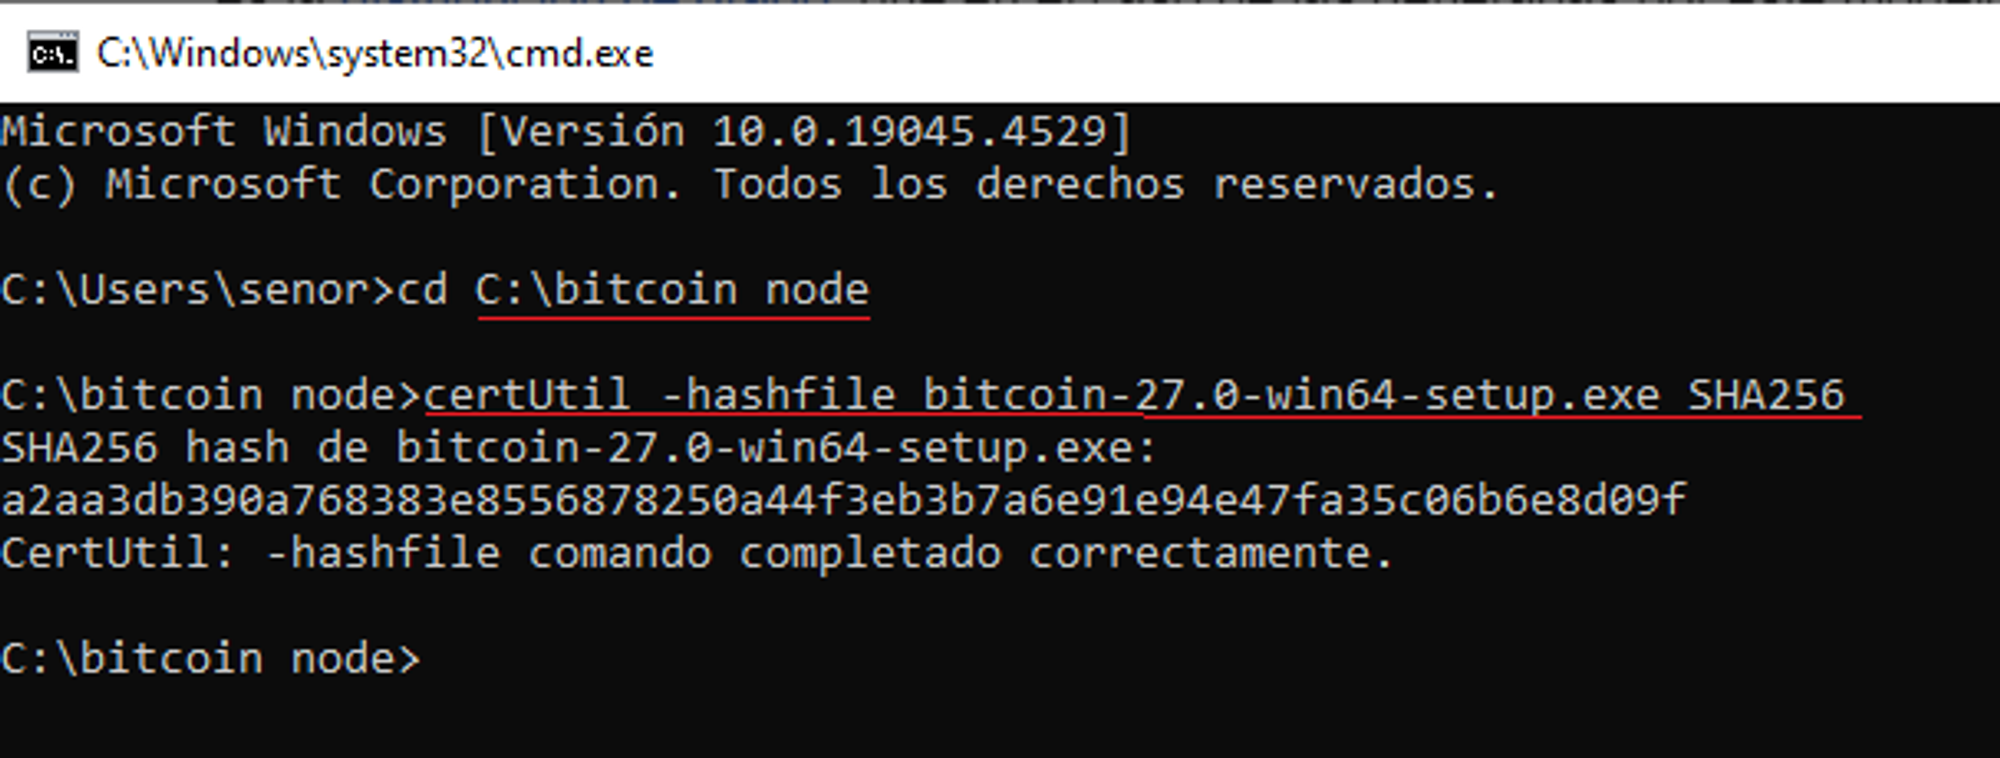 C:\Windows\system32\cmd.exe
Microsoft Windows [Versión 10.0.19045.4529]
(c) Microsoft Corporation. Todos los derechos reservados.
C:\Users\senor>cd C:\bitcoin node
C:\bitcoin node>certUtil -hashfile bitcoin-27.0-win64-setup.exe SHA256
SHA256 hash de bitcoin-27.0-win64-setup.exe:
a2aa3db390a768383e8556878250a44f3eb3b7a6e91e94e47fa35c06b6e8d09f
CertUtil: -hashfile comando completado correctamente.
C:\bitcoin node>